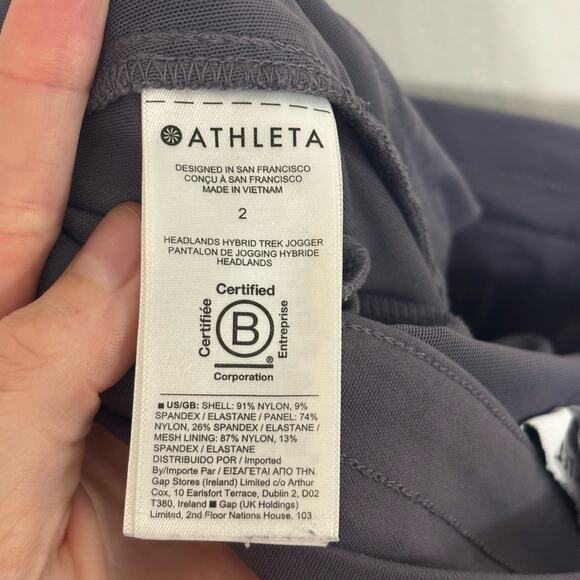 ATHLETA
DESIGNED IN SAN FRANCISCO
CONÇU À SAN FRANCISCO
MADE IN VIETNAM
2
HEADLANDS HYBRID TREK JOGGER
PANTALON DE JOGGING HYBRIDE
HEADLANDS
Certified
Certifiée
B
Entreprise
®
Corporation
■ US/GB: SHELL: 91% NYLON, 9%
SPANDEX / ELASTANE / PANEL: 74%
NYLON, 26% SPANDEX / ELASTANE /
MESH LINING: 87% NYLON, 13%
SPANDEX / ELASTANE
DISTRIBUIDO POR / Imported
By/Importe Par / ΕΙΣΑΓΕΤΑΙ ΑΠΟ ΤΗΝ.
Gap Stores (Ireland) Limited c/o Arthur
Cox, 10 Earlsfort Terrace, Dublin 2, D02
T380, Ireland ■ Gap (UK Holdings)
Limited, 2nd Floor Nations House, 103